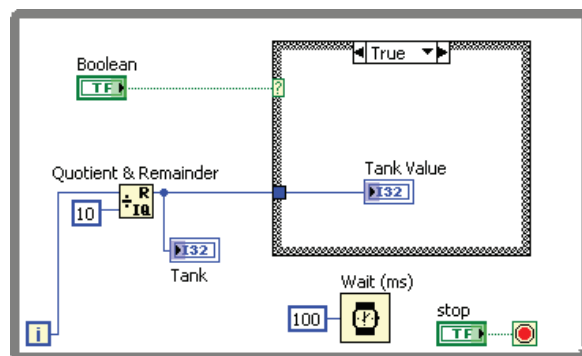 True
Boolean
TF
?
Quotient & Remainder
R
IQ
10
Tank Value
I32
I32
Tank
Wait (ms)
100
stop
TF
i